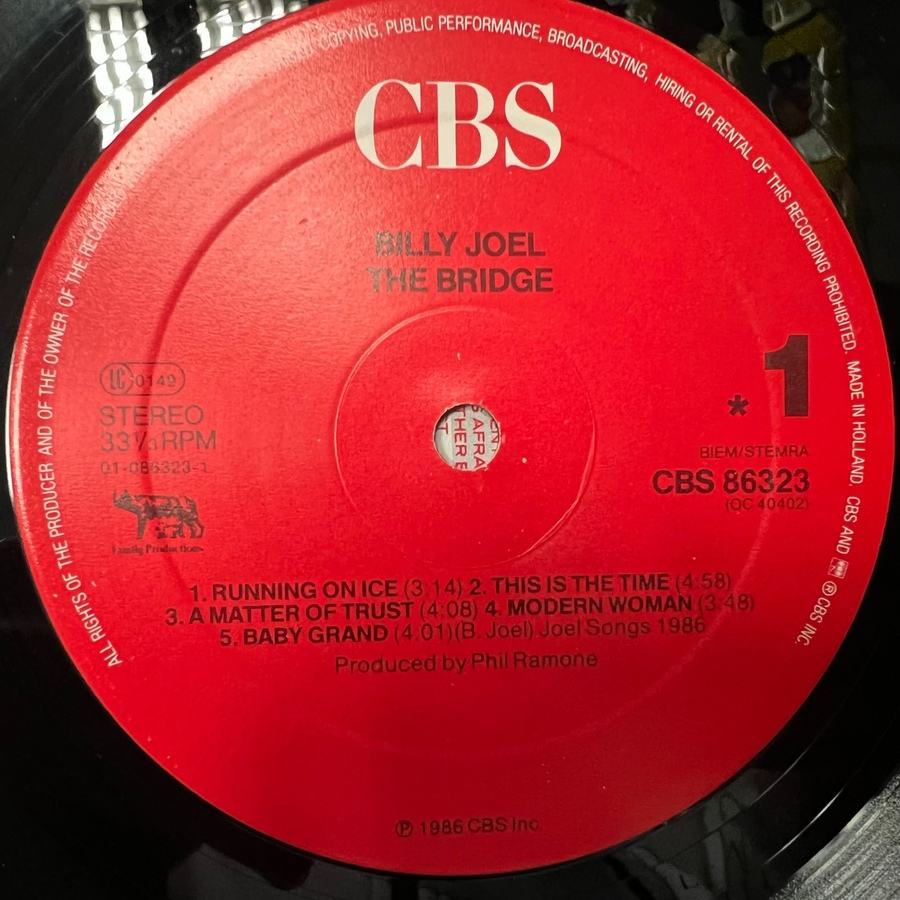 COPYING, PUBLIC PERFORMANCE, BROADCASTING, HIRING OR RENTAL OF THIS RECORDING PROHIBITED. MADE IN HOLLAND. CBS AND ℗ CBS INC.
CBS
BILLY JOEL
THE BRIDGE
LC 0149
STEREO
33⅓ RPM
01-086323-1
Family Productions
* 1
BIEM/STEMRA
CBS 86323
(QC 40402)
AFRA
THERE
1. RUNNING ON ICE (3:14) 2. THIS IS THE TIME (4:58)
3. A MATTER OF TRUST (4:08) 4. MODERN WOMAN (3:48)
5. BABY GRAND (4:01) (B. Joel) Joel Songs 1986
Produced by Phil Ramone
℗ 1986 CBS Inc.
ALL RIGHTS OF THE PRODUCER AND OF THE OWNER OF THE RECORDED